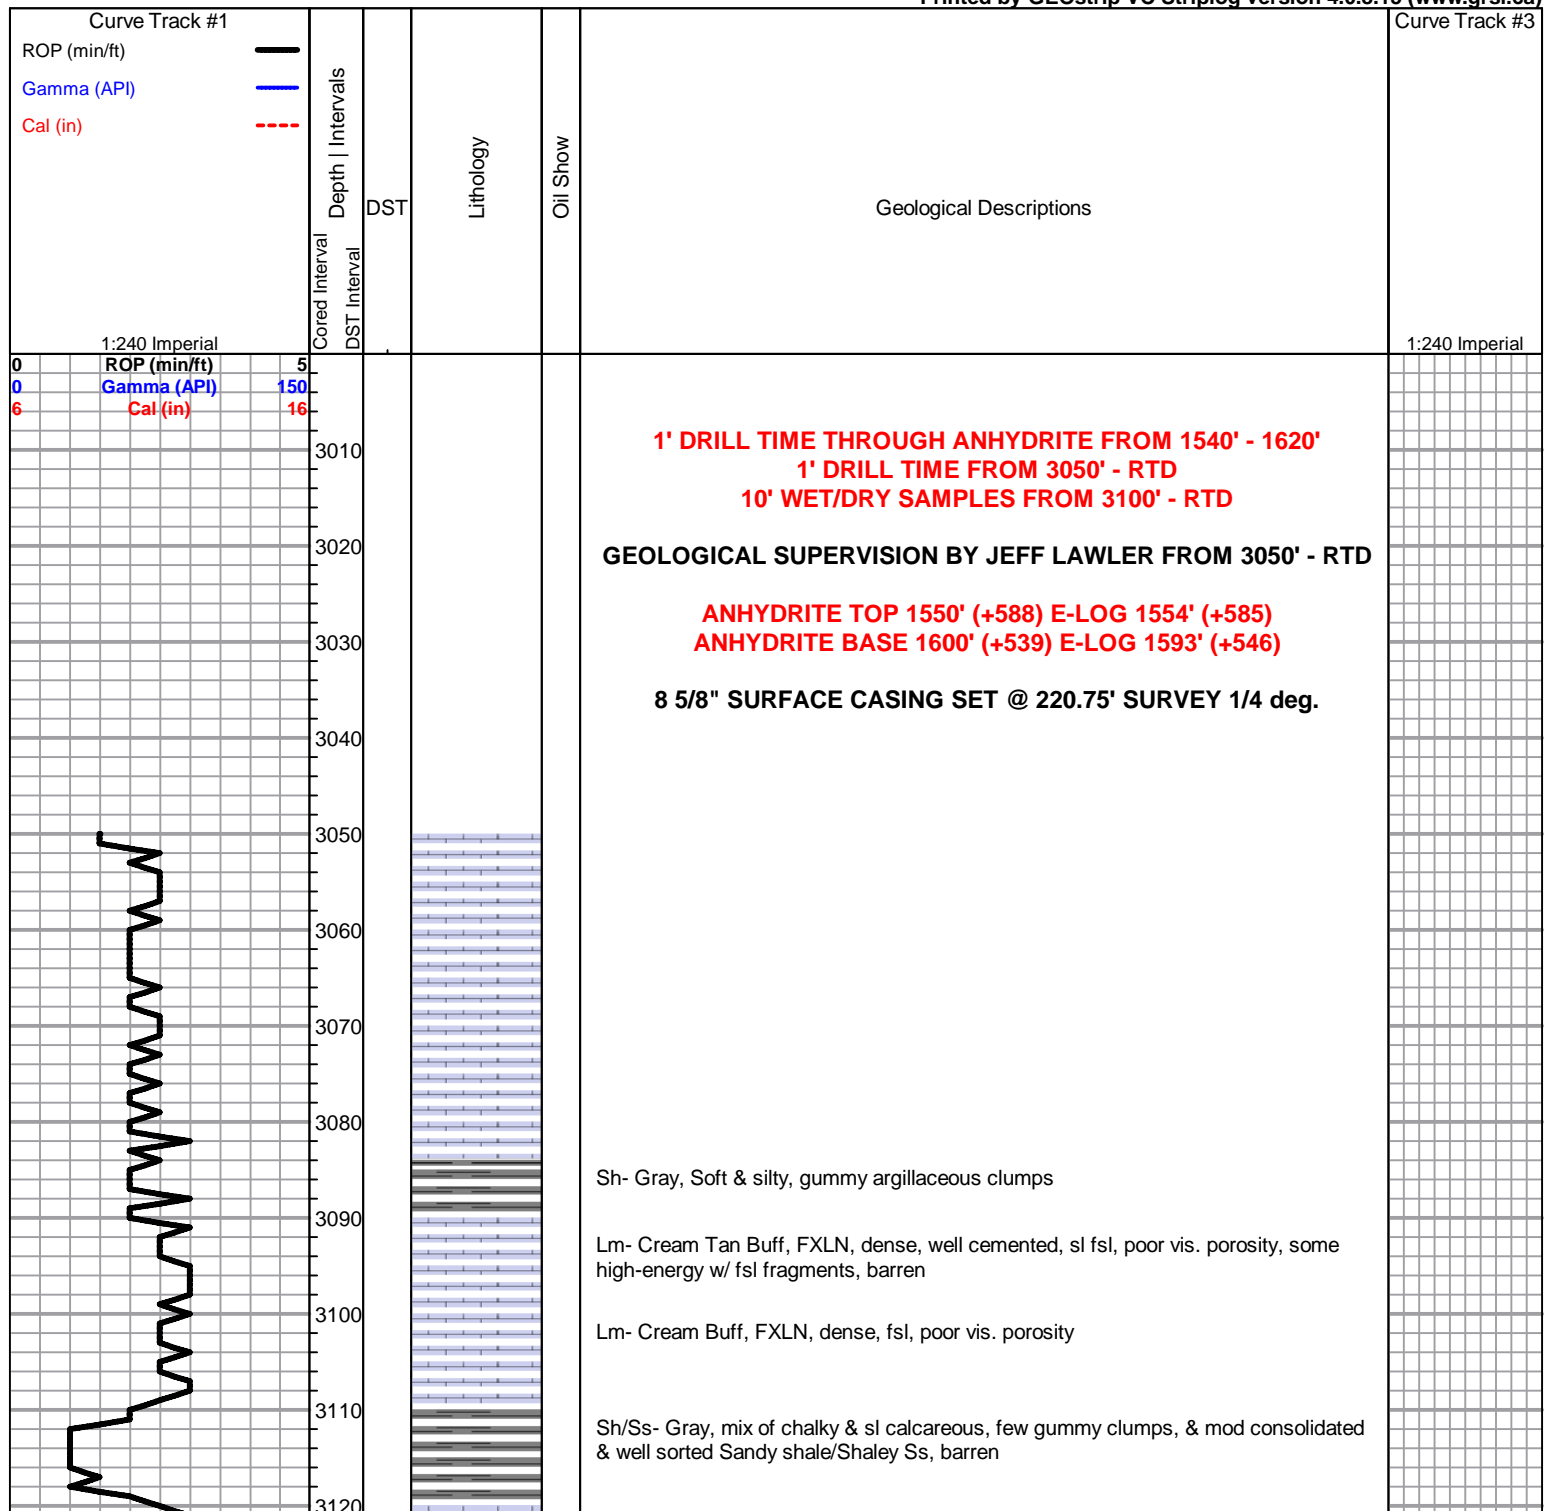 Curve Track #1
ROP (min/ft)
Gamma (API)
Cal (in)
1:240 Imperial
Depth | Intervals
Cored Interval
DST Interval
DST
Lithology
Oil Show
Geological Descriptions
Curve Track #3
1:240 Imperial
0 ROP (min/ft) 5
0 Gamma (API) 150
6 Cal (in) 16
1' DRILL TIME THROUGH ANHYDRITE FROM 1540' - 1620'
1' DRILL TIME FROM 3050' - RTD
10' WET/DRY SAMPLES FROM 3100' - RTD
GEOLOGICAL SUPERVISION BY JEFF LAWLER FROM 3050' - RTD
ANHYDRITE TOP 1550' (+588) E-LOG 1554' (+585)
ANHYDRITE BASE 1600' (+539) E-LOG 1593' (+546)
8 5/8" SURFACE CASING SET @ 220.75' SURVEY 1/4 deg.
3010
3020
3030
3040
3050
3060
3070
3080
3090
3100
3110
3120
Sh- Gray, Soft & silty, gummy argillaceous clumps
Lm- Cream Tan Buff, FXLN, dense, well cemented, sl fsl, poor vis. porosity, some
high-energy w/ fsl fragments, barren
Lm- Cream Buff, FXLN, dense, fsl, poor vis. porosity
Sh/Ss- Gray, mix of chalky & sl calcareous, few gummy clumps, & mod consolidated
& well sorted Sandy shale/Shaley Ss, barren